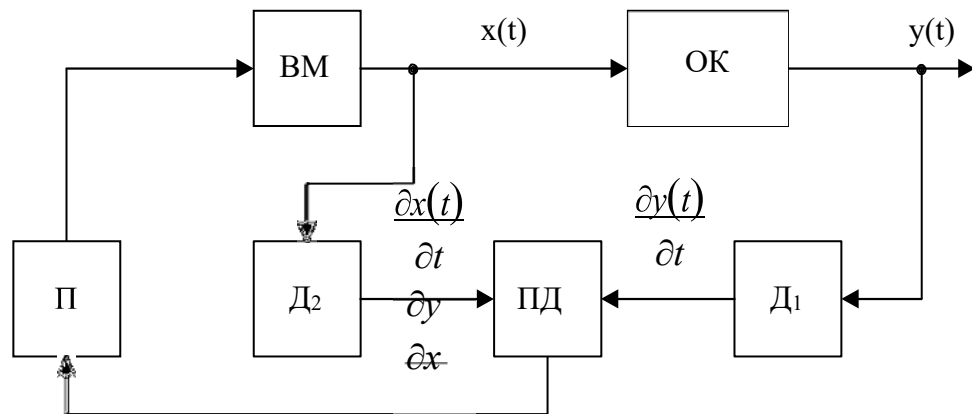 x(t)
y(t)
ВМ
ОК
∂x(t)
∂t
∂y(t)
∂t
П
Д₂
∂y
∂x
ПД
Д₁